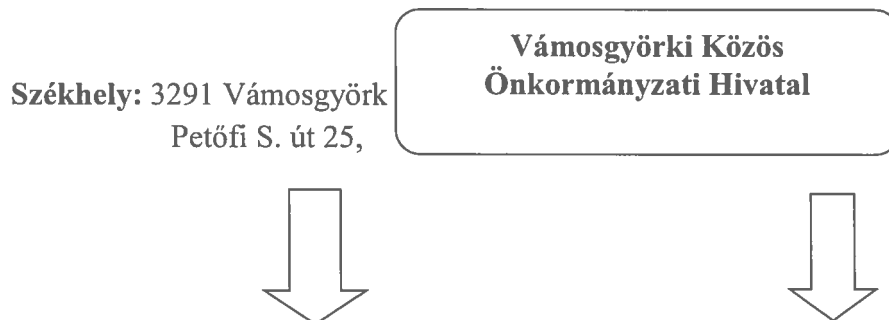 Vámosgyörki Közös
Önkormányzati Hivatal
Székhely: 3291 Vámosgyörk
Petőfi S. út 25,